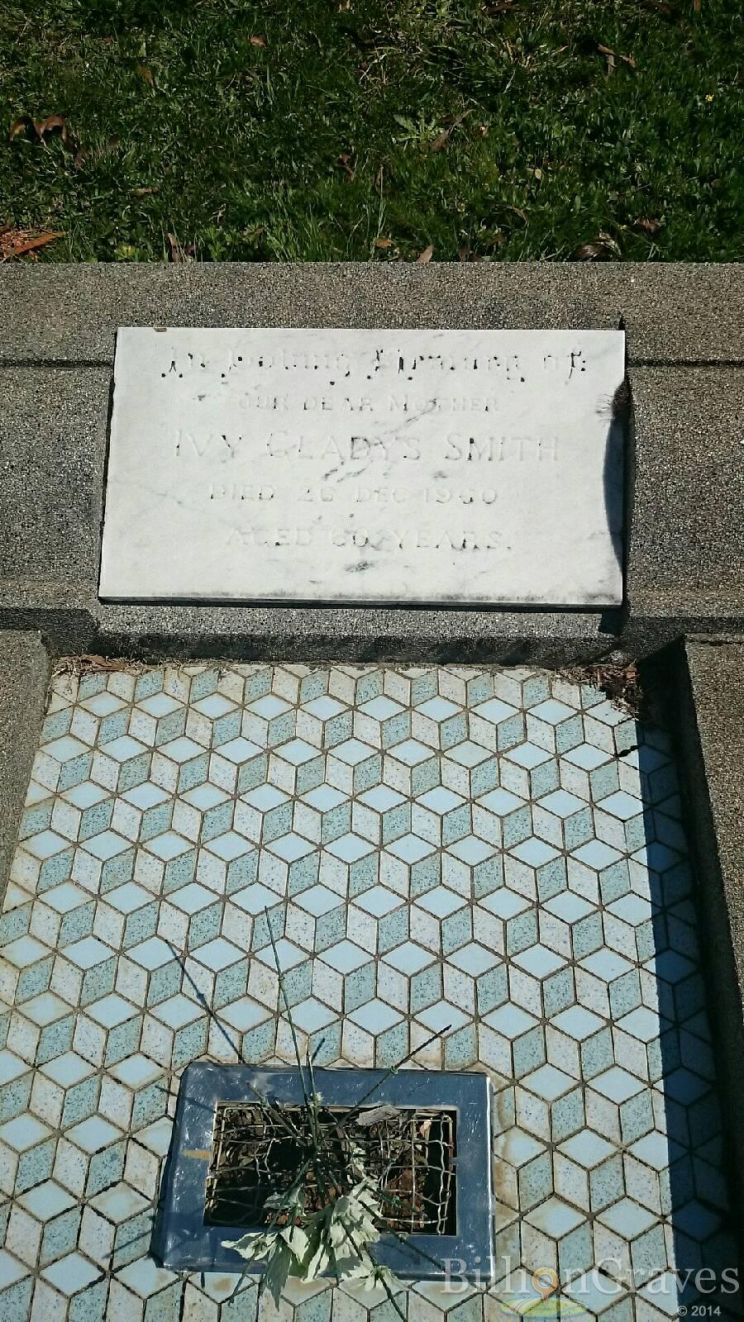 In Loving Memory of
OUR DEAR MOTHER
IVY GLADYS SMITH
DIED 26 DEC 1960
AGED 60 YEARS.
BillionGraves
© 2014